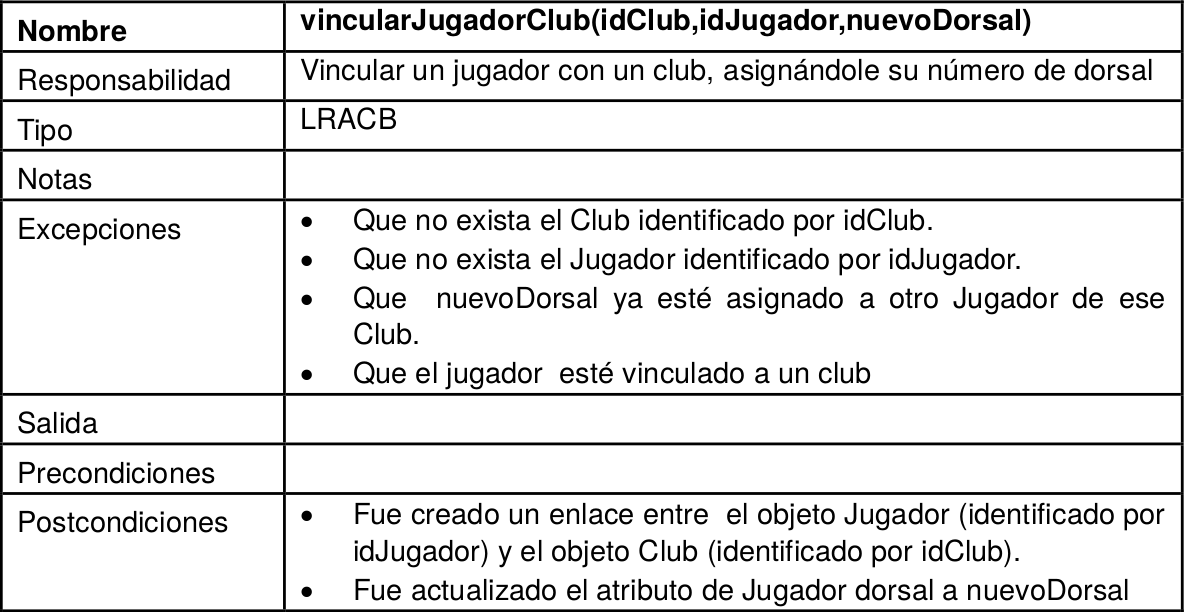 Nombre
vincularJugadorClub(idClub,idJugador,nuevoDorsal)
Responsabilidad
Vincular un jugador con un club, asignándole su número de dorsal
Tipo
LRACB
Notas
Excepciones
• Que no exista el Club identificado por idClub.
• Que no exista el Jugador identificado por idJugador.
• Que nuevoDorsal ya esté asignado a otro Jugador de ese
Club.
• Que el jugador esté vinculado a un club
Salida
Precondiciones
Postcondiciones
• Fue creado un enlace entre el objeto Jugador (identificado por
idJugador) y el objeto Club (identificado por idClub).
• Fue actualizado el atributo de Jugador dorsal a nuevoDorsal